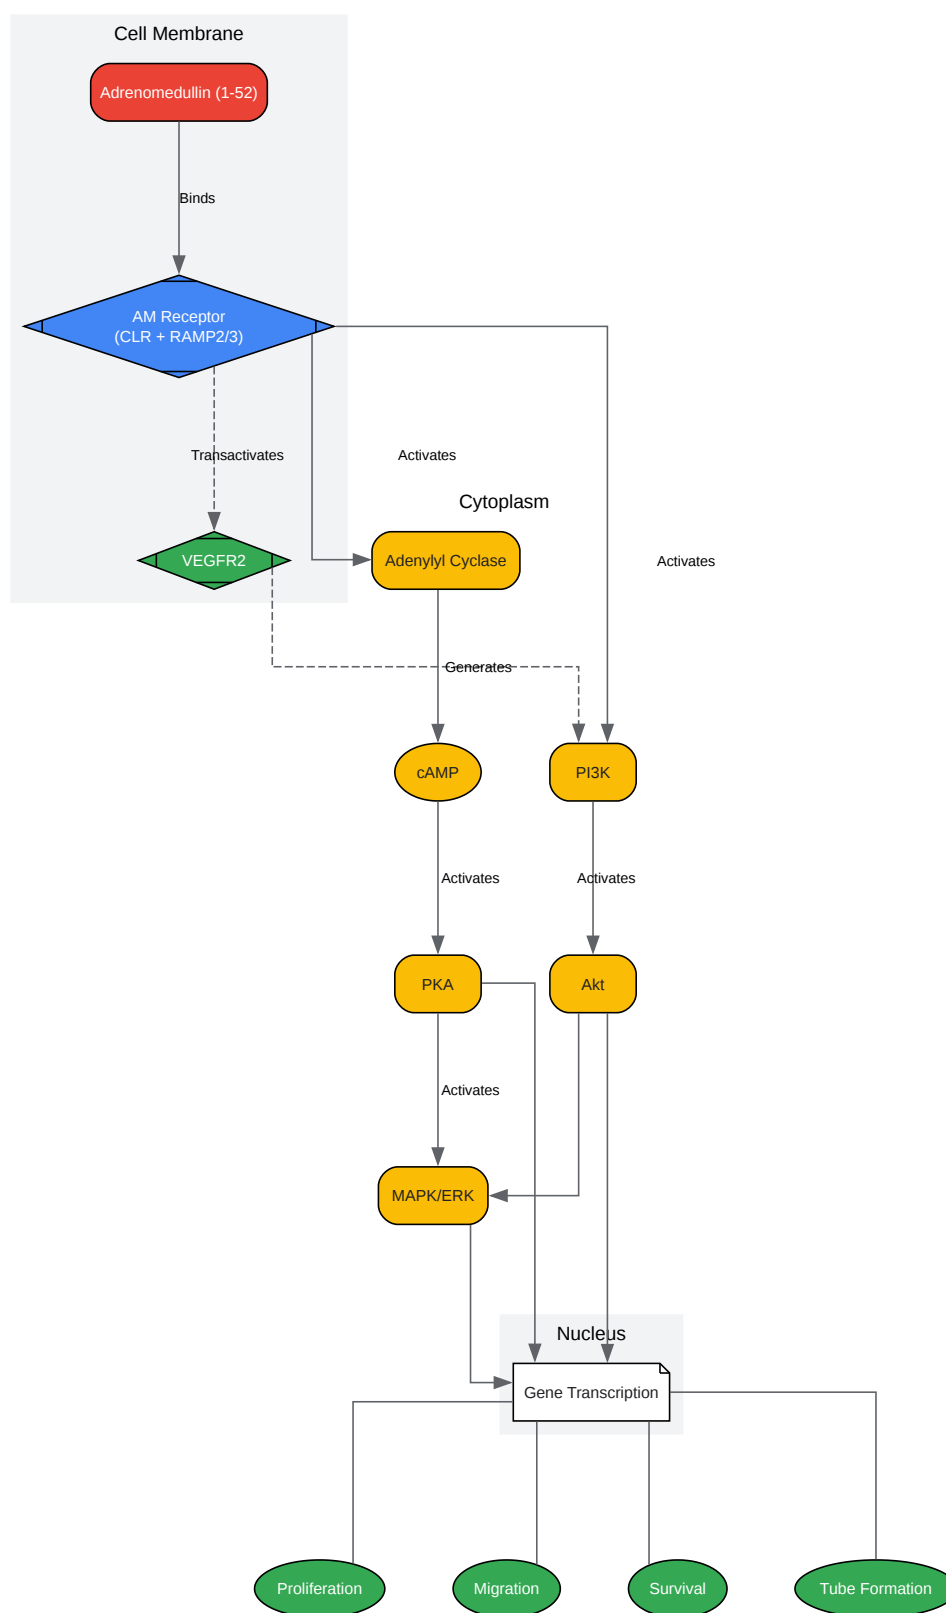 Cell Membrane
Adrenomedullin (1-52)
Binds
AM Receptor
(CLR + RAMP2/3)
Transactivates
Activates
Cytoplasm
VEGFR2
Adenylyl Cyclase
Activates
Generates
cAMP
PI3K
Activates
Activates
PKA
Akt
Activates
MAPK/ERK
Nucleus
Gene Transcription
Proliferation
Migration
Survival
Tube Formation